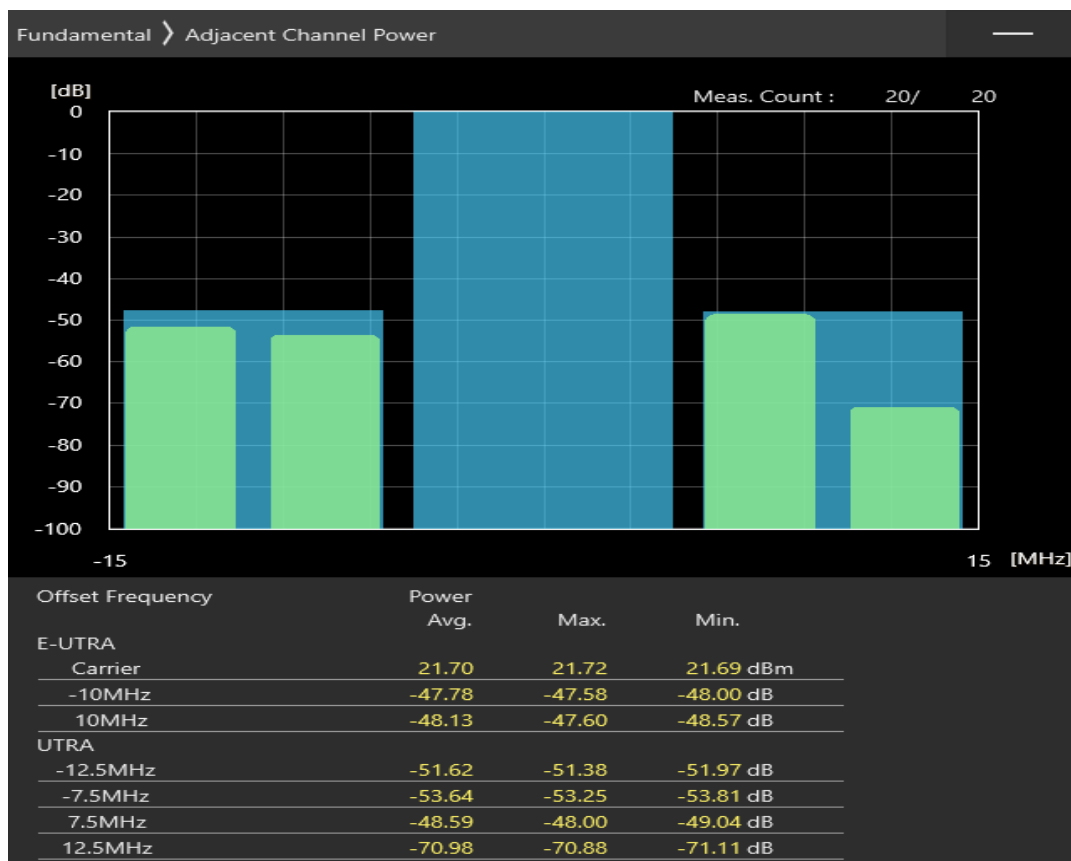 Fundamental ❯ Adjacent Channel Power
[dB]
Meas. Count : 20/ 20
0
-10
-20
-30
-40
-50
-60
-70
-80
-90
-100
-15 15 [MHz]
Offset Frequency Power
Avg. Max. Min.
E-UTRA
Carrier 21.70 21.72 21.69 dBm
-10MHz -47.78 -47.58 -48.00 dB
10MHz -48.13 -47.60 -48.57 dB
UTRA
-12.5MHz -51.62 -51.38 -51.97 dB
-7.5MHz -53.64 -53.25 -53.81 dB
7.5MHz -48.59 -48.00 -49.04 dB
12.5MHz -70.98 -70.88 -71.11 dB